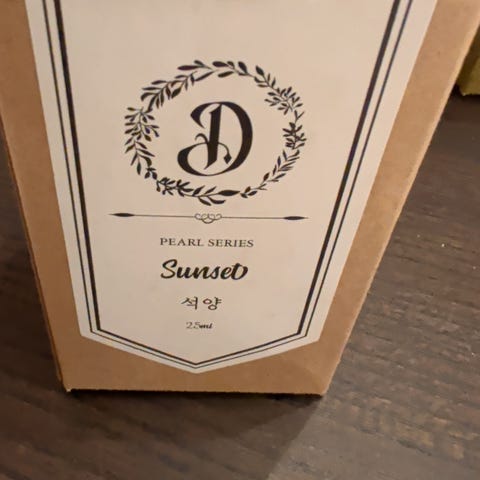 D
PEARL SERIES
Sunset
석양
25ml